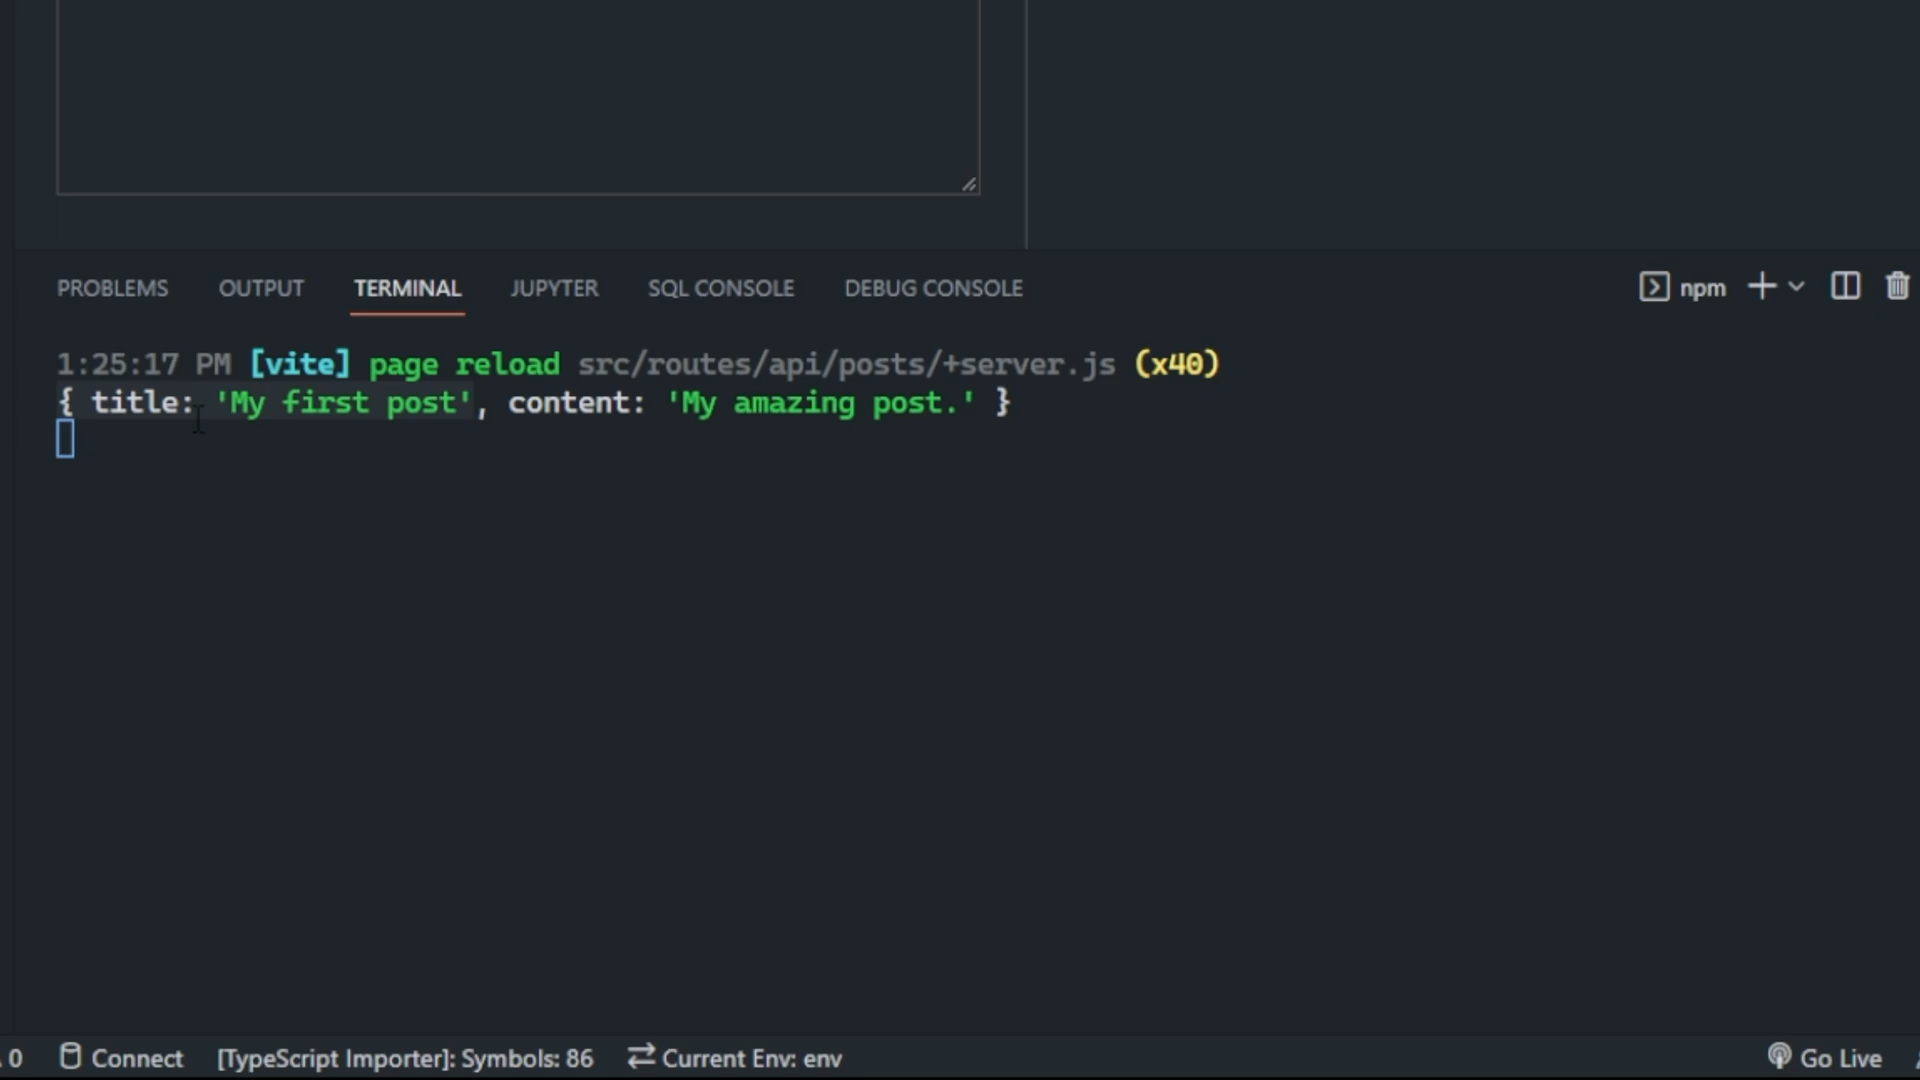 PROBLEMS OUTPUT TERMINAL JUPYTER SQL CONSOLE DEBUG CONSOLE npm
1:25:17 PM [vite] page reload src/routes/api/posts/+server.js (x40)
{ title: 'My first post', content: 'My amazing post.' }
0 Connect [TypeScript Importer]: Symbols: 86 Current Env: env Go Live